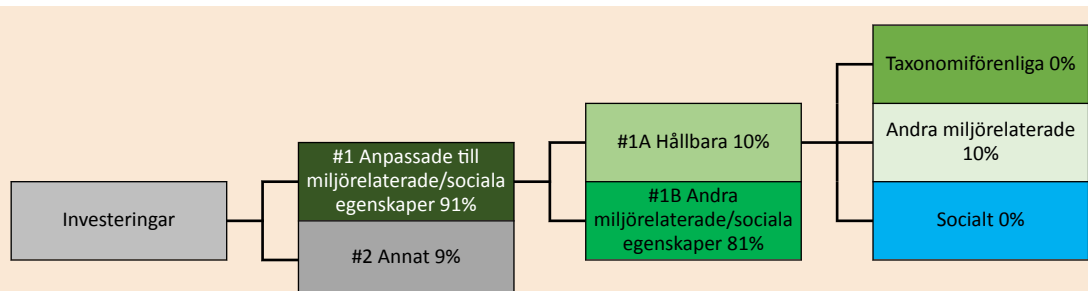 Investeringar
#1 Anpassade till
miljörelaterade/sociala
egenskaper 91%
#2 Annat 9%
#1A Hållbara 10%
#1B Andra
miljörelaterade/sociala
egenskaper 81%
Taxonomiförenliga 0%
Andra miljörelaterade
10%
Socialt 0%